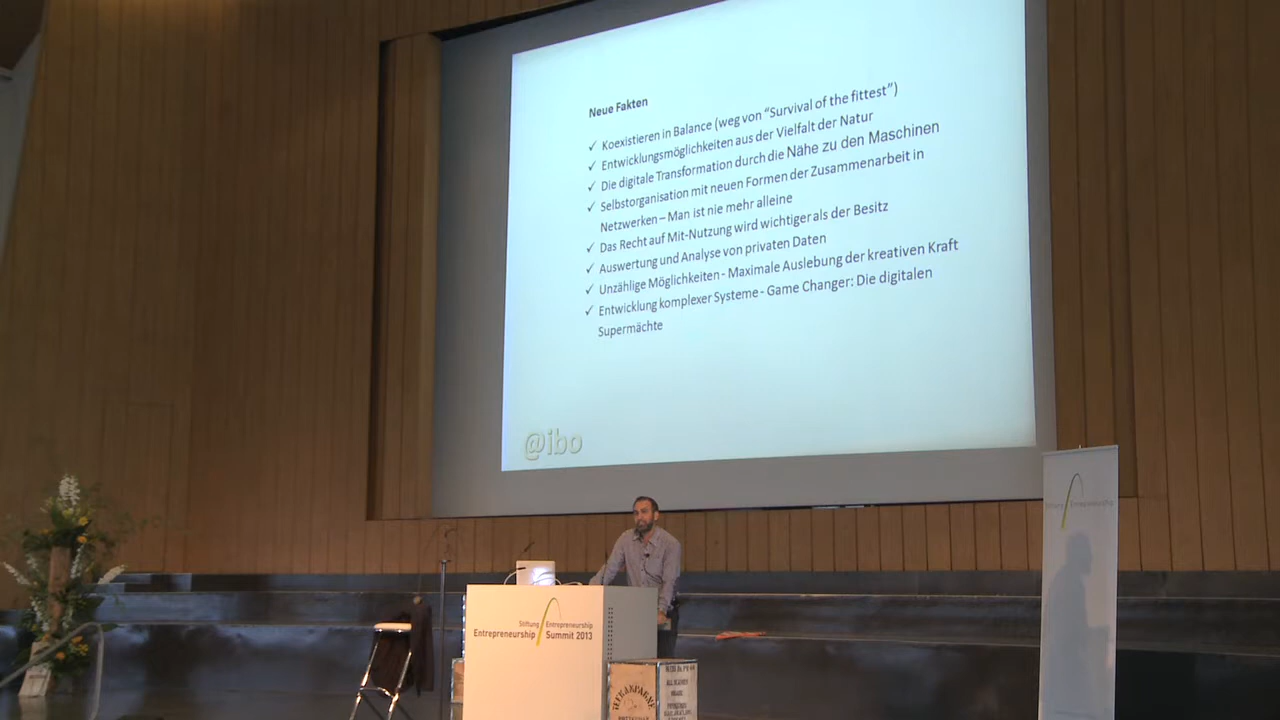 Neue Fakten
✓ Koexistieren in Balance (weg von “Survival of the fittest”)
✓ Entwicklungsmöglichkeiten aus der Vielfalt der Natur
✓ Die digitale Transformation durch die Nähe zu den Maschinen
✓ Selbstorganisation mit neuen Formen der Zusammenarbeit in
Netzwerken – Man ist nie mehr alleine
✓ Das Recht auf Mit-Nutzung wird wichtiger als der Besitz
✓ Auswertung und Analyse von privaten Daten
✓ Unzählige Möglichkeiten - Maximale Auslebung der kreativen Kraft
✓ Entwicklung komplexer Systeme - Game Changer: Die digitalen
Supermächte
@ibo
Stiftung Entrepreneurship
Stiftung Entrepreneurship
Entrepreneurship Summit 2013
TEEKAMPAGNE